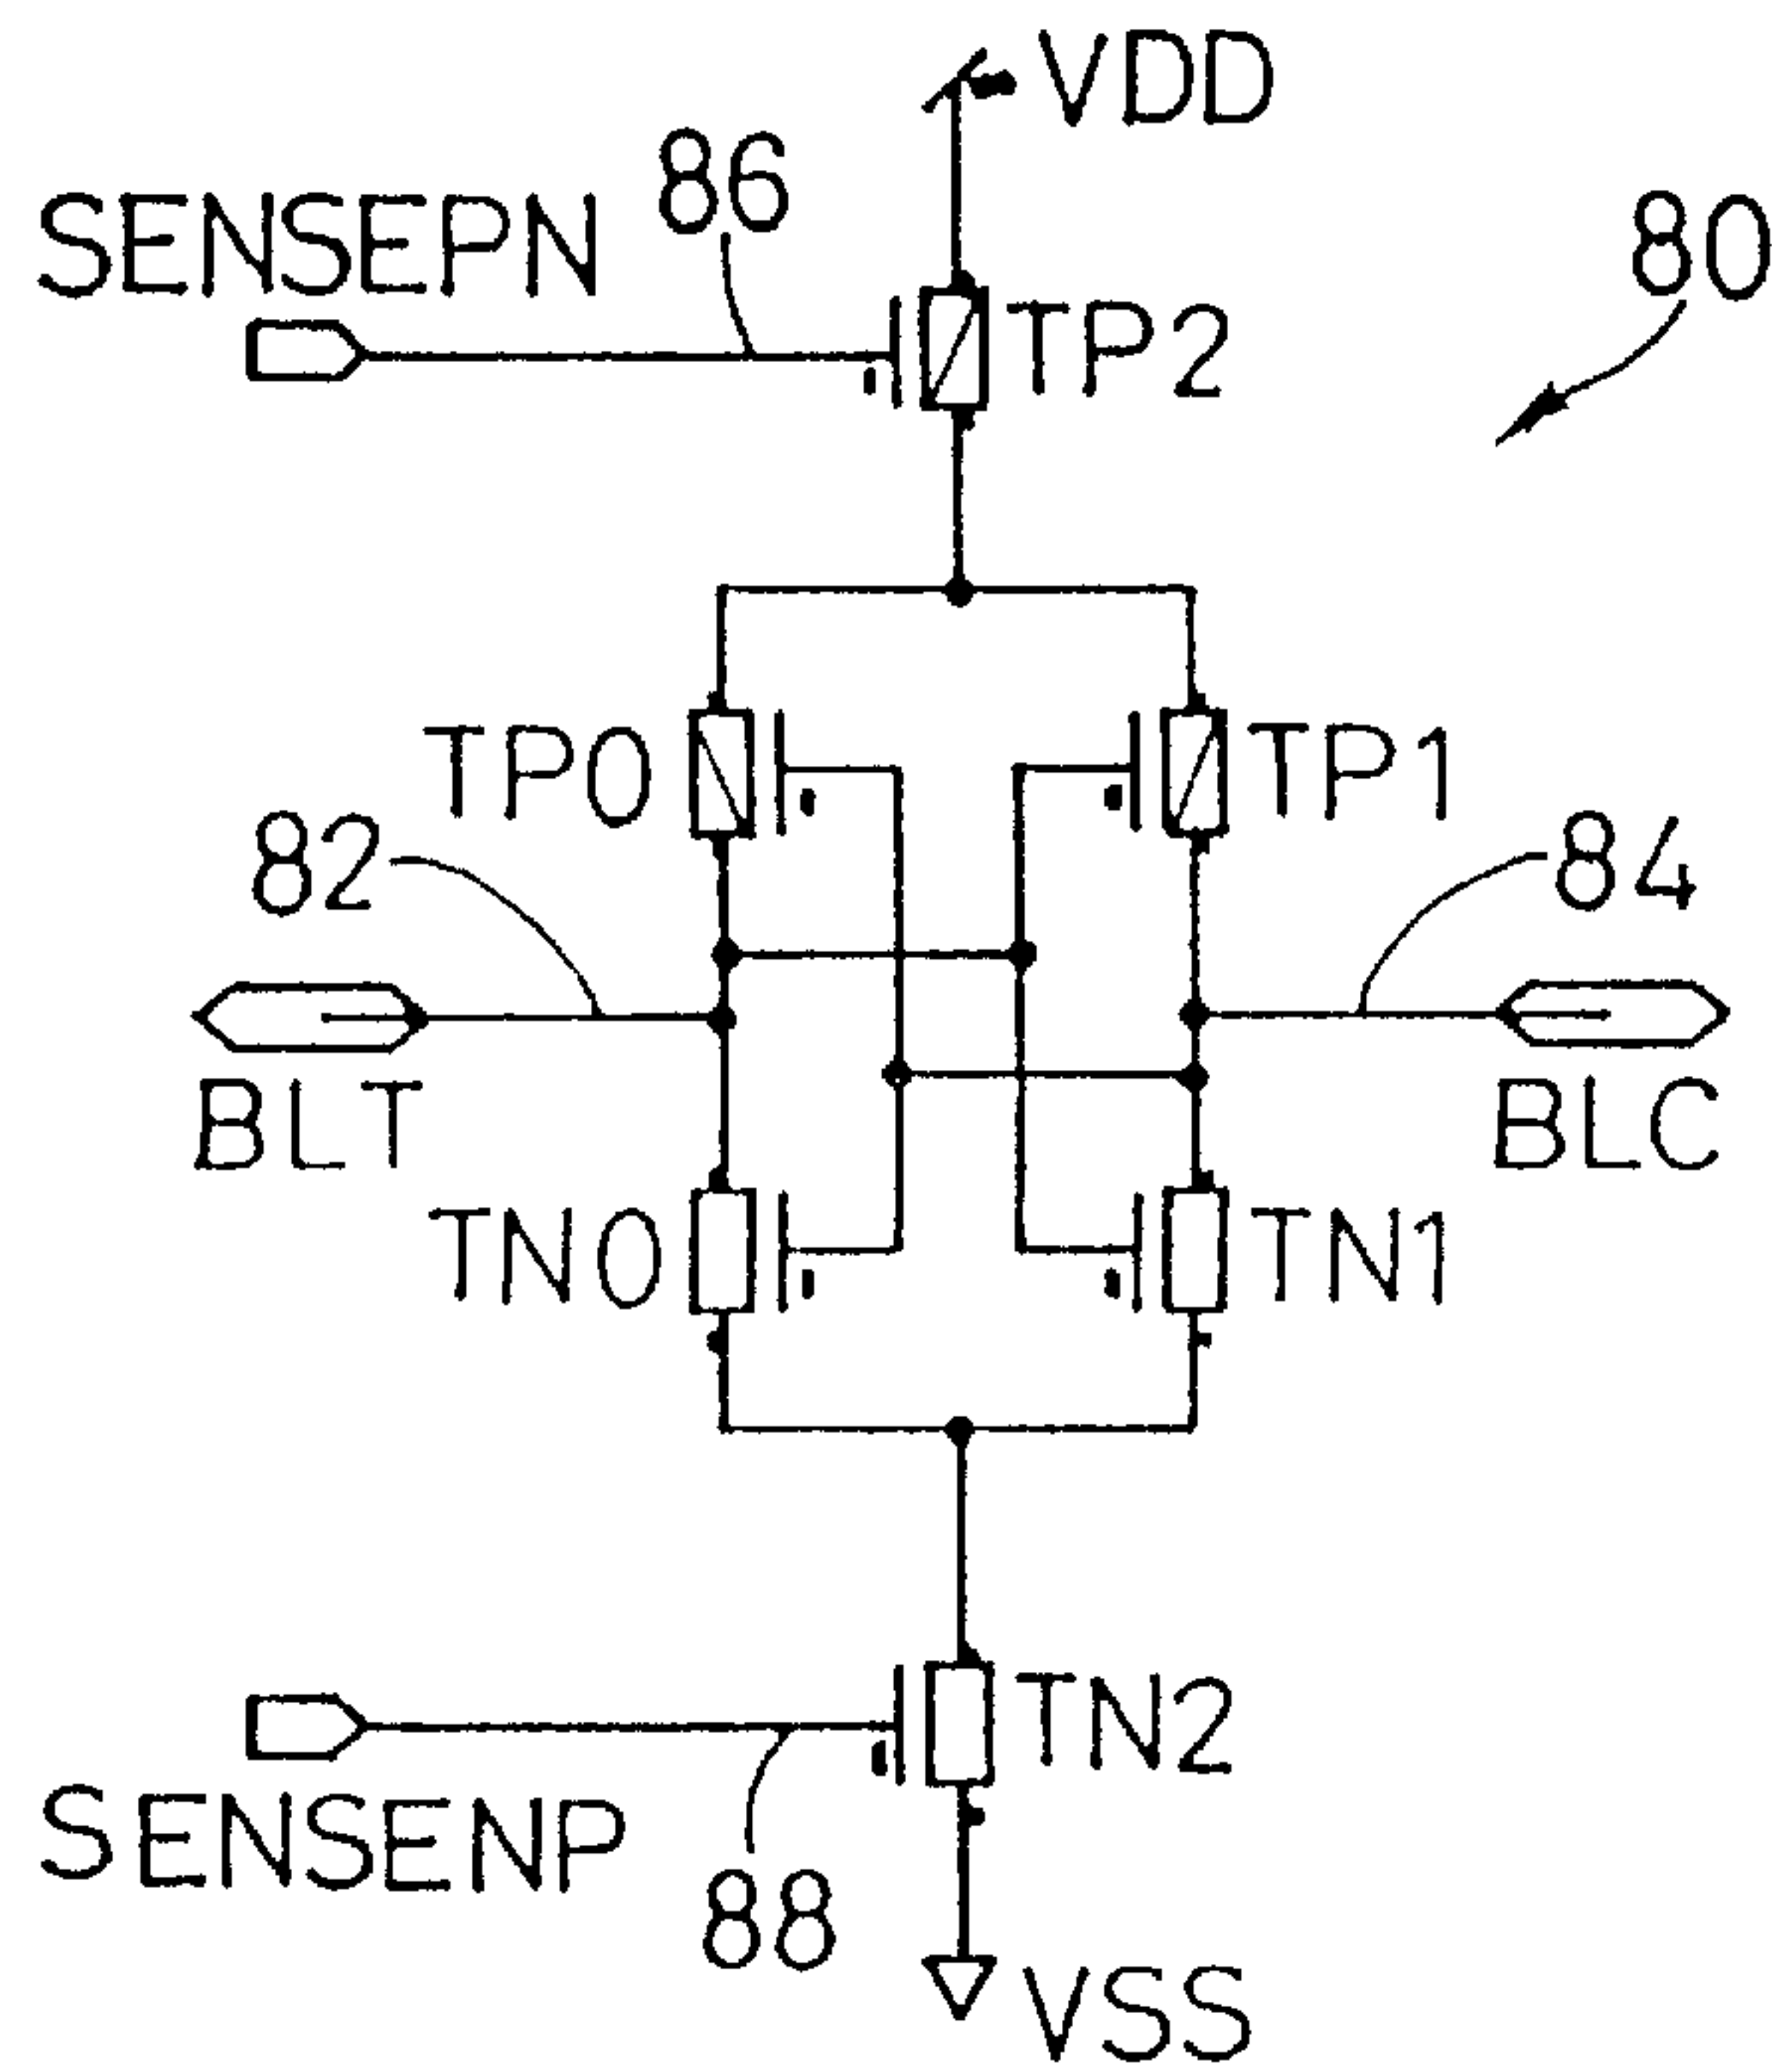 VDD
86
SENSEPN
80
TP2
TP0
TP1
82
84
BLT
BLC
TN0
TN1
TN2
SENSENP
88
VSS